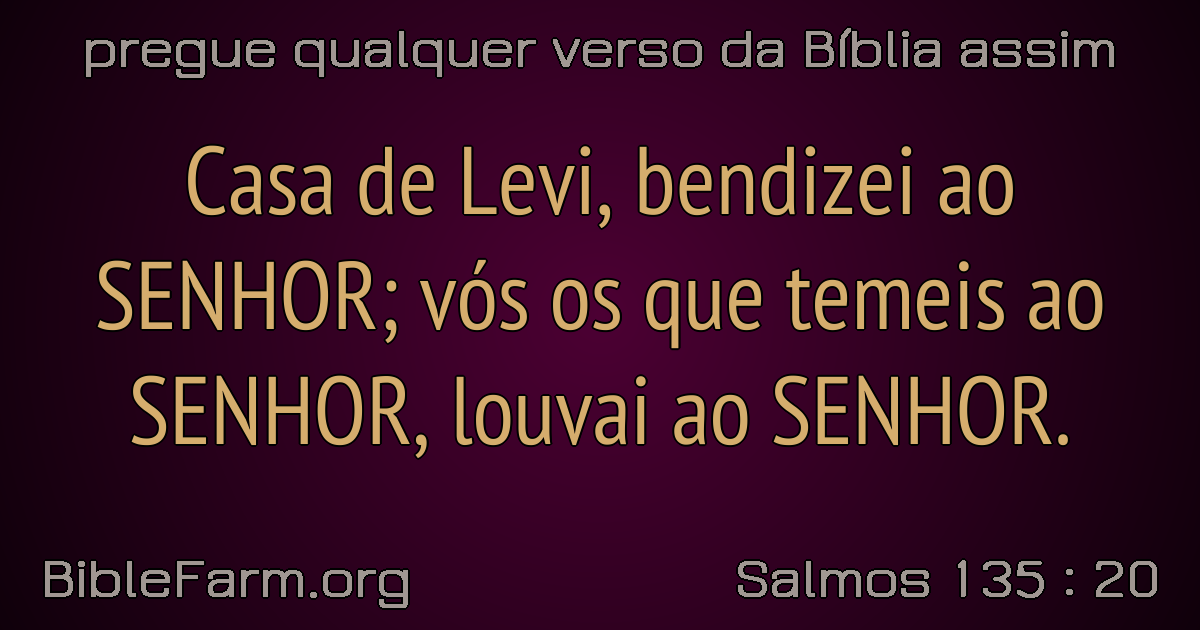 pregue qualquer verso da Bíblia assim
Casa de Levi, bendizei ao
SENHOR; vós os que temeis ao
SENHOR, louvai ao SENHOR.
BibleFarm.org
Salmos 135 : 20